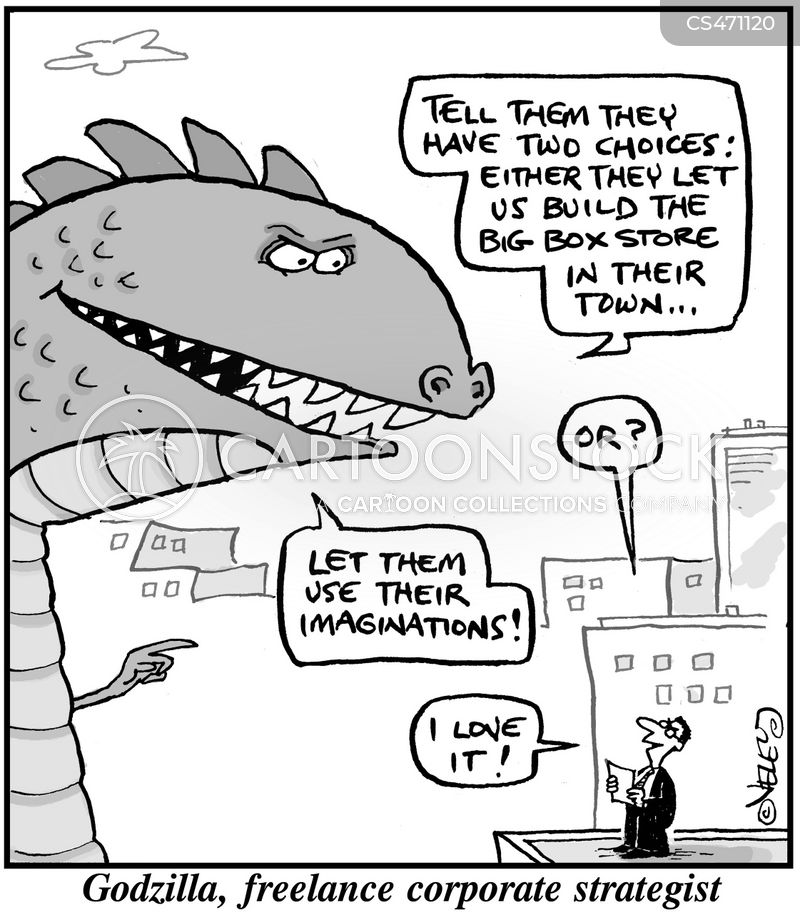 CS471120
TELL THEM THEY
HAVE TWO CHOICES:
EITHER THEY LET
US BUILD THE
BIG BOX STORE
IN THEIR
TOWN...
OR?
CARTOONSTOCK
A CARTOON COLLECTIONS COMPANY
LET THEM
USE THEIR
IMAGINATIONS!
I LOVE
IT!
Godzilla, freelance corporate strategist